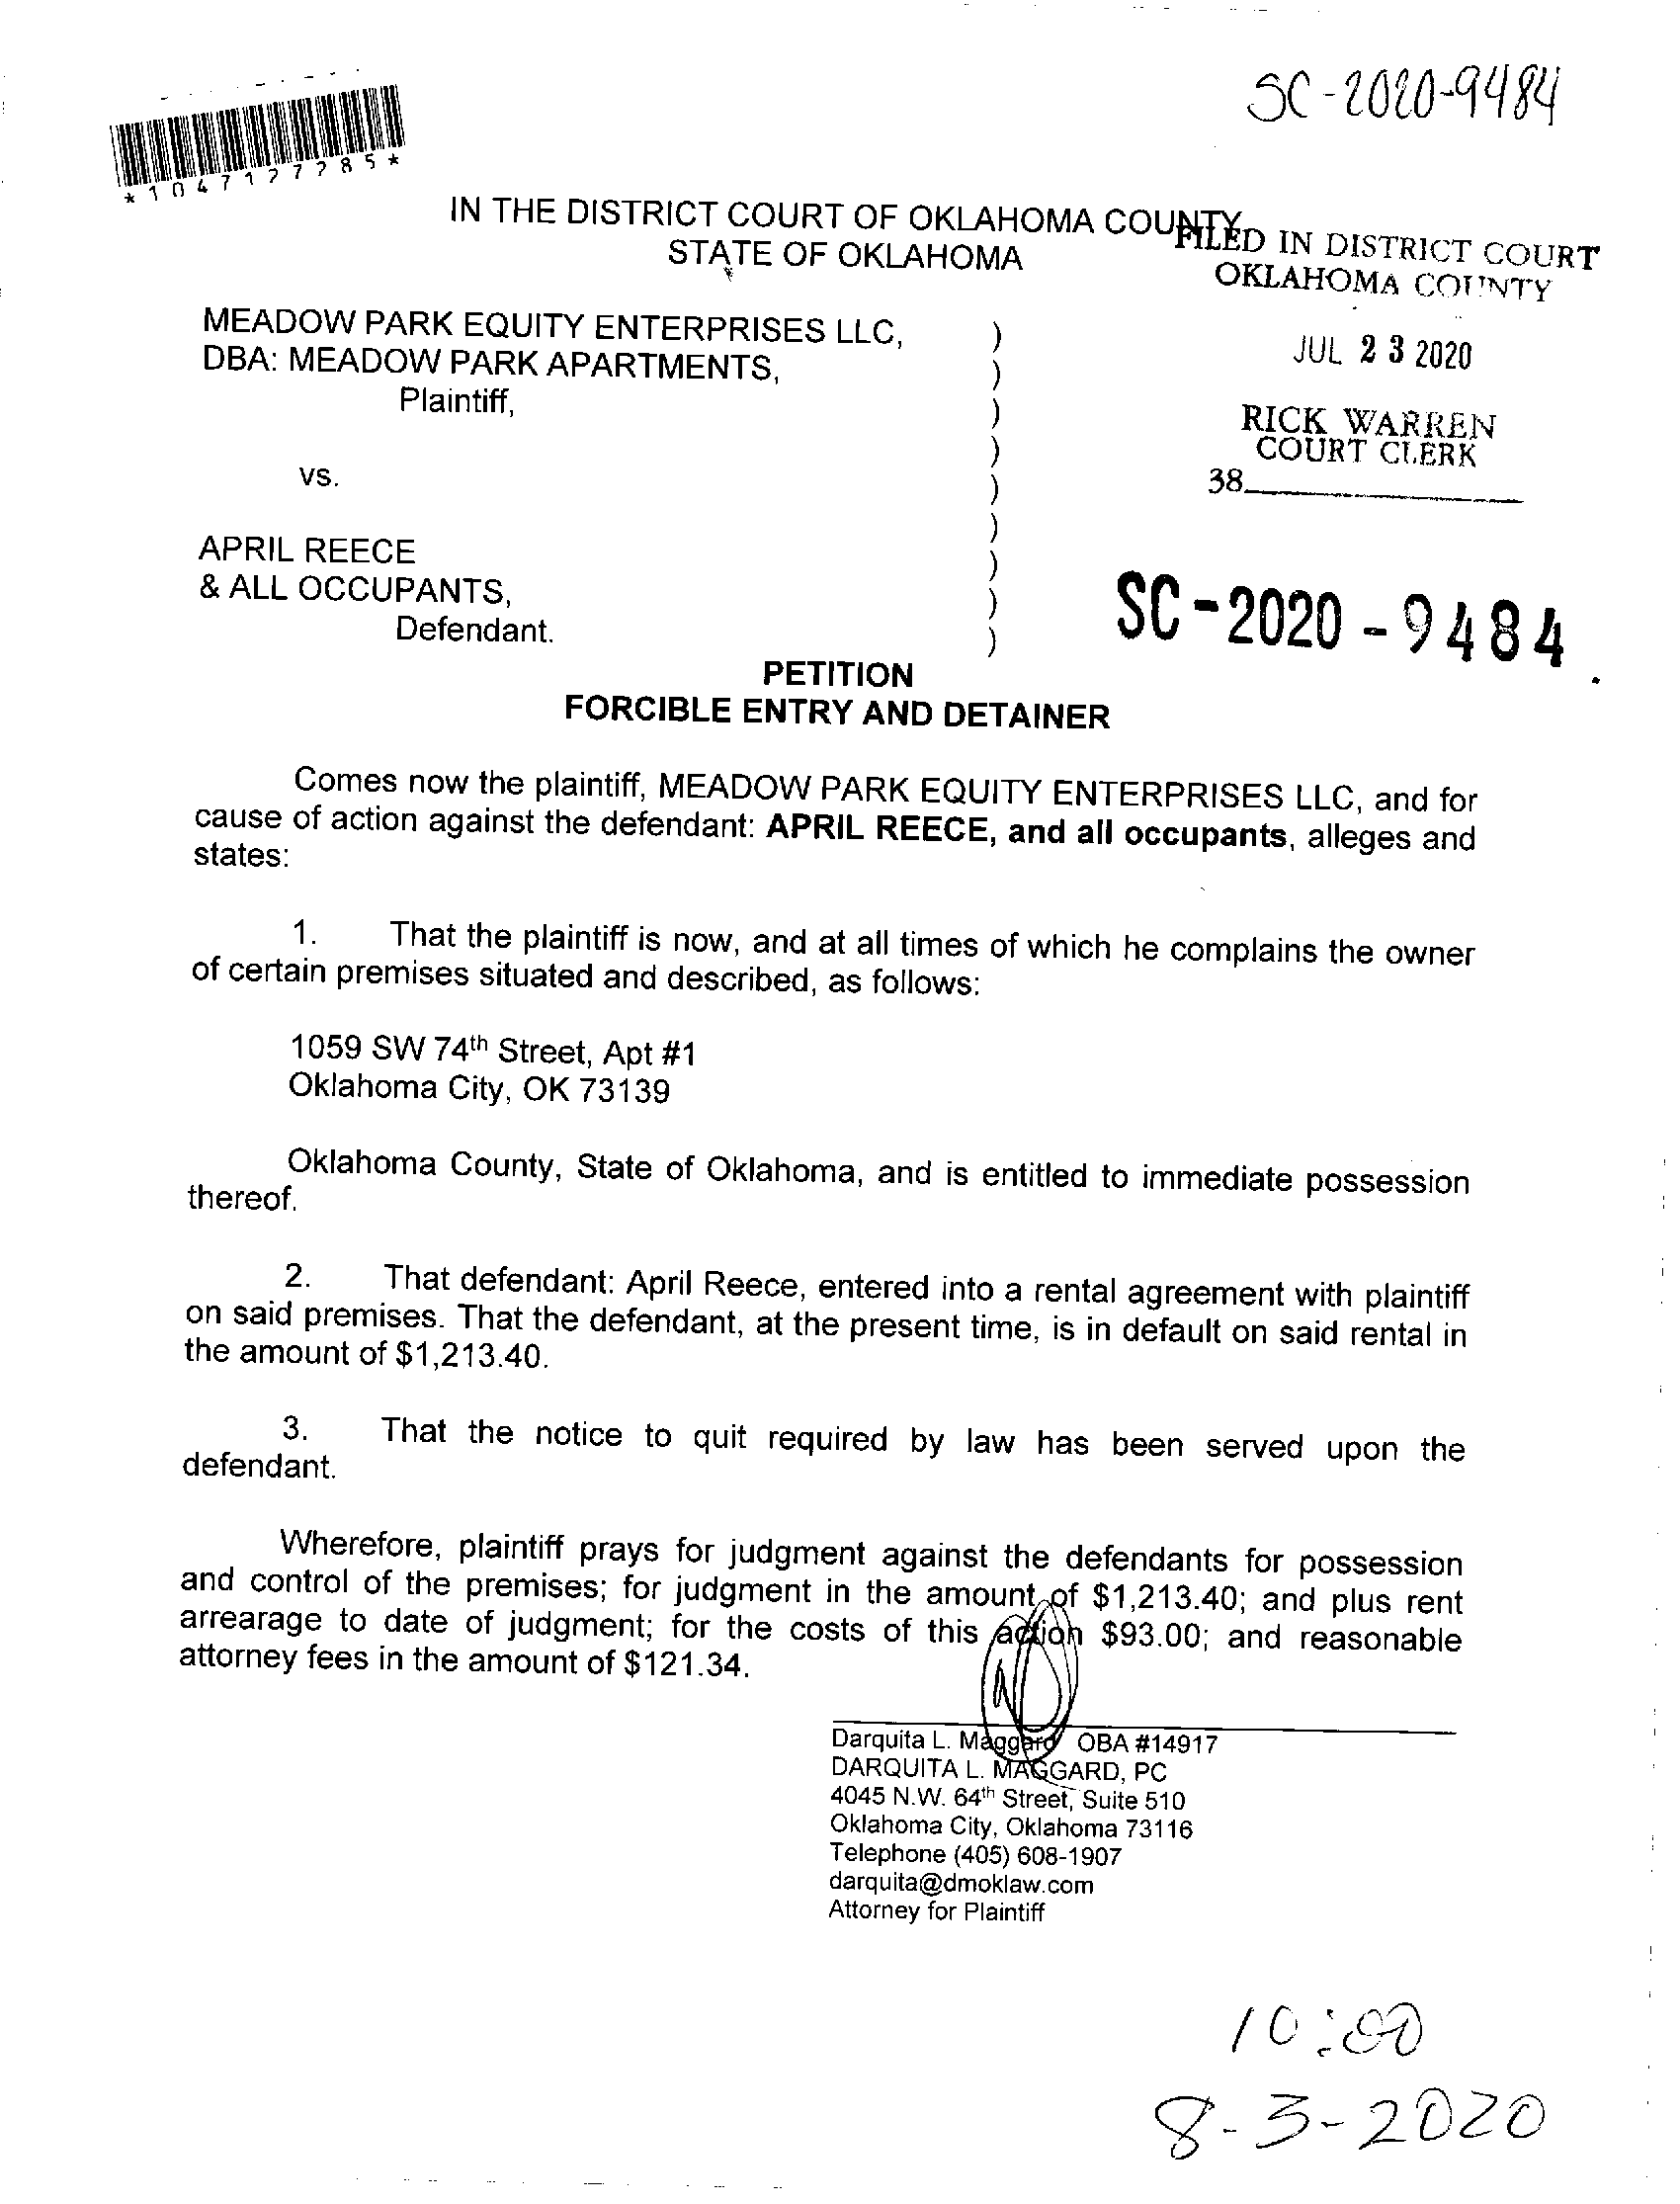 SC-2020-9484
*1047127785*
IN THE DISTRICT COURT OF OKLAHOMA COUNTY
STATE OF OKLAHOMA
FILED IN DISTRICT COURT
OKLAHOMA COUNTY
MEADOW PARK EQUITY ENTERPRISES LLC, )
DBA: MEADOW PARK APARTMENTS, )
Plaintiff, )
JUL 23 2020
RICK WARREN
COURT CLERK
38
)
vs. )
)
APRIL REECE )
& ALL OCCUPANTS, )
Defendant. )
SC-2020-9484
PETITION
FORCIBLE ENTRY AND DETAINER
Comes now the plaintiff, MEADOW PARK EQUITY ENTERPRISES LLC, and for
cause of action against the defendant: APRIL REECE, and all occupants, alleges and
states:
1. That the plaintiff is now, and at all times of which he complains the owner
of certain premises situated and described, as follows:
1059 SW 74th Street, Apt #1
Oklahoma City, OK 73139
Oklahoma County, State of Oklahoma, and is entitled to immediate possession
thereof.
2. That defendant: April Reece, entered into a rental agreement with plaintiff
on said premises. That the defendant, at the present time, is in default on said rental in
the amount of $1,213.40.
3. That the notice to quit required by law has been served upon the
defendant.
Wherefore, plaintiff prays for judgment against the defendants for possession
and control of the premises; for judgment in the amount of $1,213.40; and plus rent
arrearage to date of judgment; for the costs of this action $93.00; and reasonable
attorney fees in the amount of $121.34.
Darquita L. Maggard OBA #14917
DARQUITA L. MAGGARD, PC
4045 N.W. 64th Street, Suite 510
Oklahoma City, Oklahoma 73116
Telephone (405) 608-1907
darquita@dmoklaw.com
Attorney for Plaintiff
10:00
8-3-2020